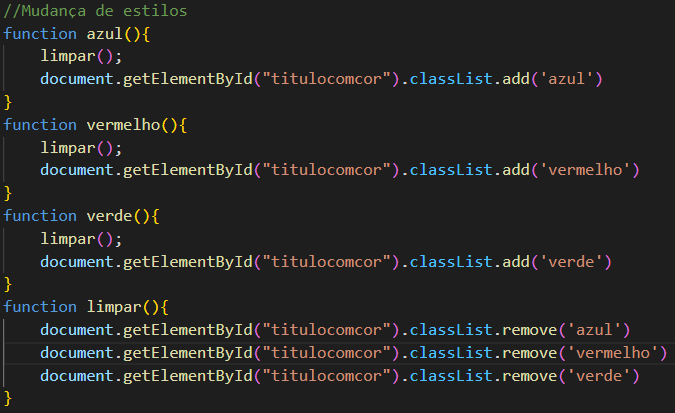 //Mudança de estilos
function azul(){
    limpar();
    document.getElementById("titulocomcor").classList.add('azul')
}
function vermelho(){
    limpar();
    document.getElementById("titulocomcor").classList.add('vermelho')
}
function verde(){
    limpar();
    document.getElementById("titulocomcor").classList.add('verde')
}
function limpar(){
    document.getElementById("titulocomcor").classList.remove('azul')
    document.getElementById("titulocomcor").classList.remove('vermelho')
    document.getElementById("titulocomcor").classList.remove('verde')
}